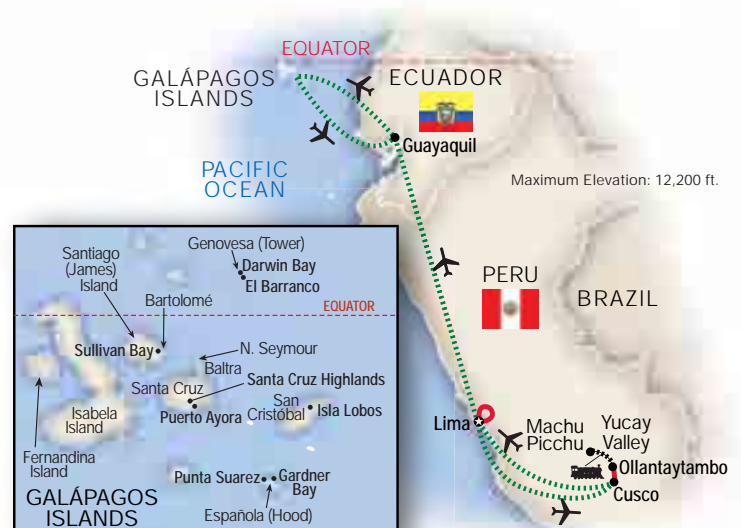 EQUATOR
GALÁPAGOS
ISLANDS
ECUADOR
Guayaquil
PACIFIC
OCEAN
Maximum Elevation: 12,200 ft.
PERU
BRAZIL
Lima
Machu
Picchu
Yucay
Valley
Ollantaytambo
Cusco
Genovesa (Tower)
Darwin Bay
El Barranco
Santiago
(James)
Island
Bartolomé
EQUATOR
Sullivan Bay
N. Seymour
Baltra
Santa Cruz
Santa Cruz Highlands
Puerto Ayora
San
Cristóbal
Isla Lobos
Isabela
Island
Fernandina
Island
Punta Suarez
Gardner
Bay
Española (Hood)
GALÁPAGOS
ISLANDS